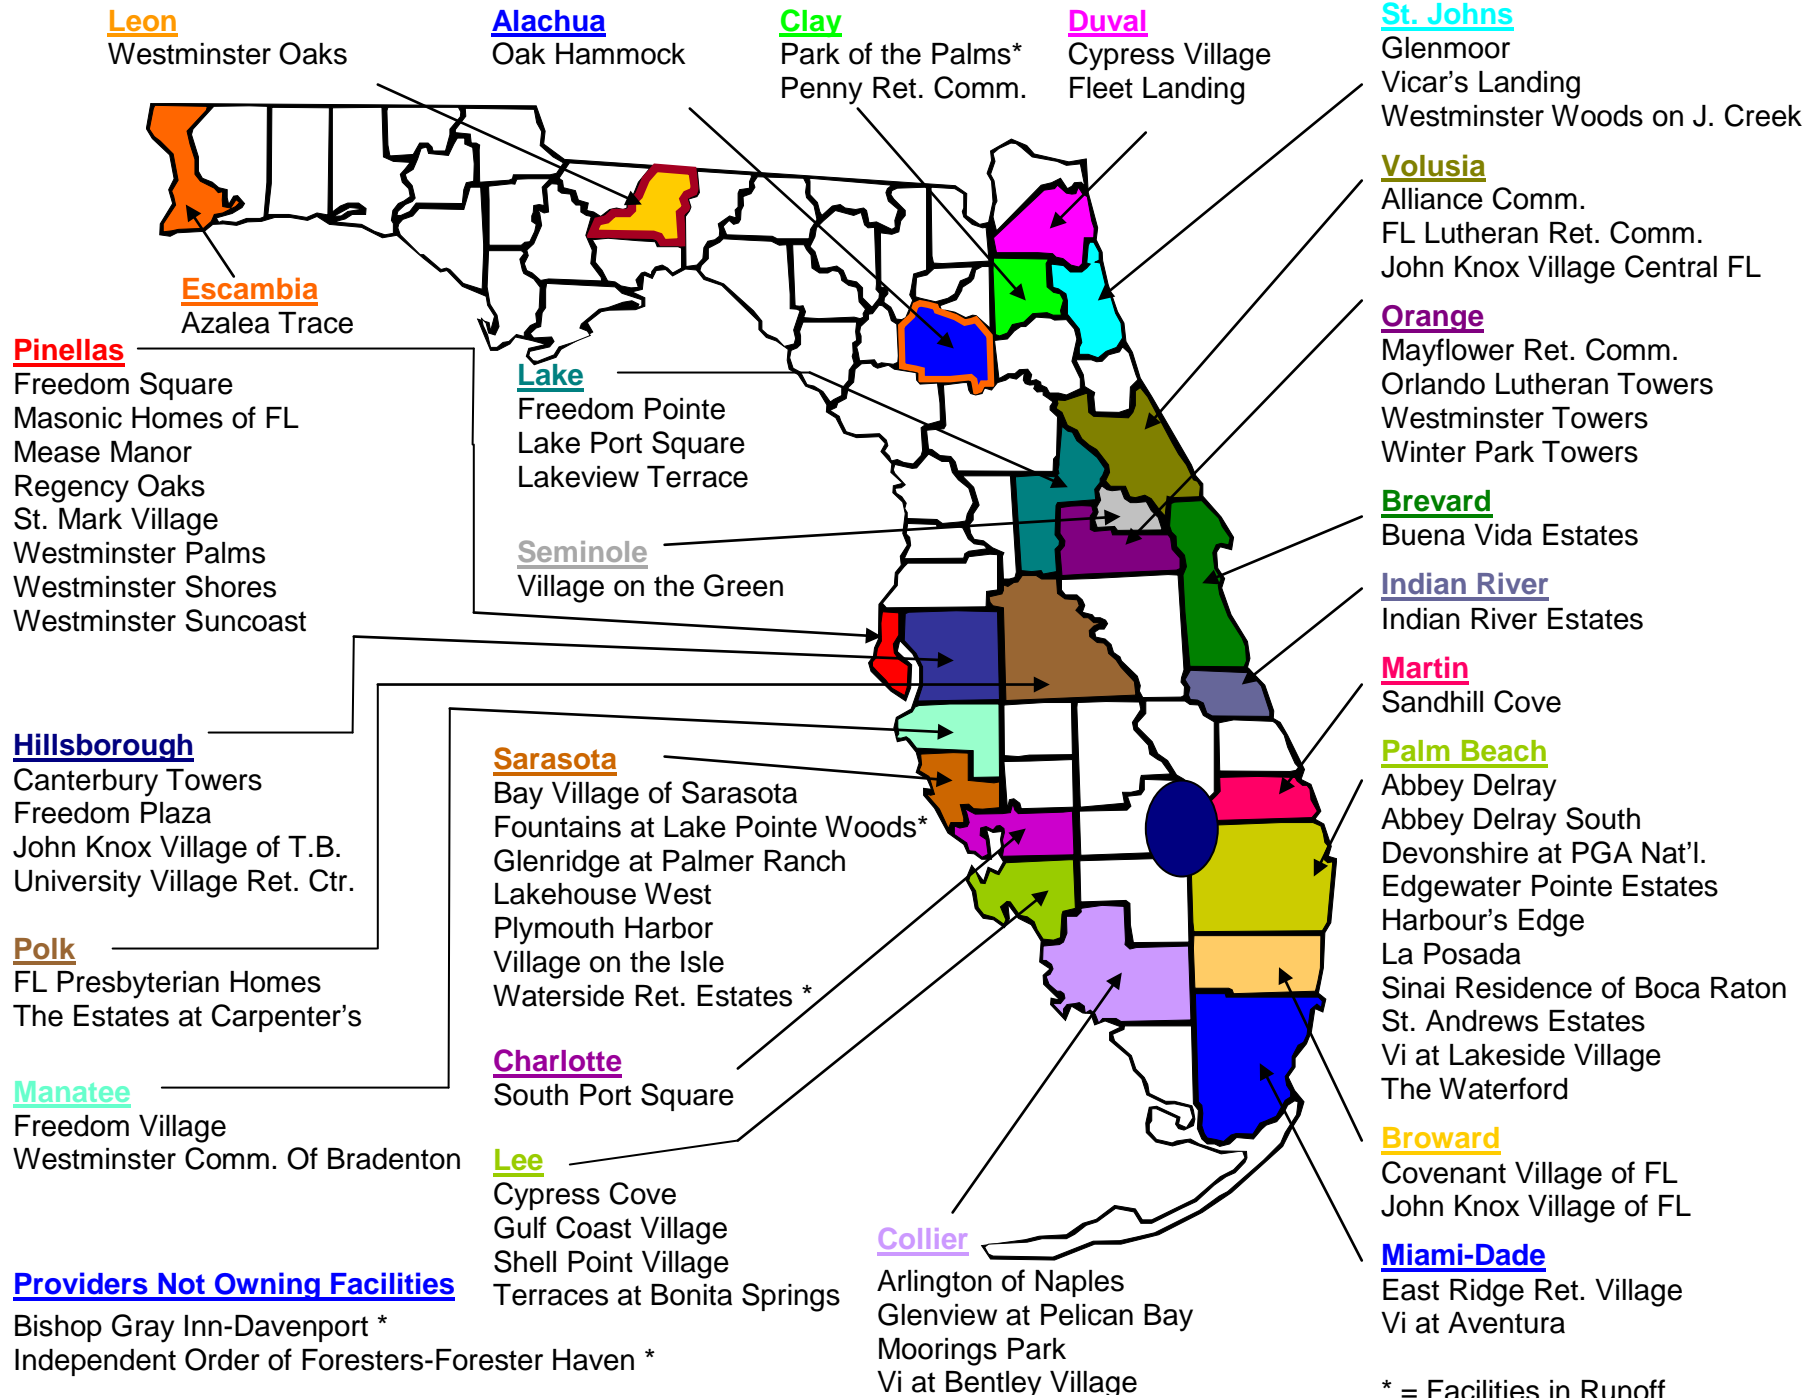 Leon
Westminster Oaks
Alachua
Oak Hammock
Clay
Park of the Palms*
Penny Ret. Comm.
Duval
Cypress Village
Fleet Landing
St. Johns
Glenmoor
Vicar's Landing
Westminster Woods on J. Creek
Volusia
Alliance Comm.
FL Lutheran Ret. Comm.
John Knox Village Central FL
Escambia
Azalea Trace
Orange
Mayflower Ret. Comm.
Orlando Lutheran Towers
Westminster Towers
Winter Park Towers
Pinellas
Freedom Square
Masonic Homes of FL
Mease Manor
Regency Oaks
St. Mark Village
Westminster Palms
Westminster Shores
Westminster Suncoast
Lake
Freedom Pointe
Lake Port Square
Lakeview Terrace
Seminole
Village on the Green
Brevard
Buena Vida Estates
Indian River
Indian River Estates
Martin
Sandhill Cove
Hillsborough
Canterbury Towers
Freedom Plaza
John Knox Village of T.B.
University Village Ret. Ctr.
Sarasota
Bay Village of Sarasota
Fountains at Lake Pointe Woods*
Glenridge at Palmer Ranch
Lakehouse West
Plymouth Harbor
Village on the Isle
Waterside Ret. Estates *
Palm Beach
Abbey Delray
Abbey Delray South
Devonshire at PGA Nat'l.
Edgewater Pointe Estates
Harbour's Edge
La Posada
Sinai Residence of Boca Raton
St. Andrews Estates
Vi at Lakeside Village
The Waterford
Polk
FL Presbyterian Homes
The Estates at Carpenter's
Charlotte
South Port Square
Manatee
Freedom Village
Westminster Comm. Of Bradenton
Lee
Cypress Cove
Gulf Coast Village
Shell Point Village
Terraces at Bonita Springs
Broward
Covenant Village of FL
John Knox Village of FL
Collier
Arlington of Naples
Glenview at Pelican Bay
Moorings Park
Vi at Bentley Village
Miami-Dade
East Ridge Ret. Village
Vi at Aventura
Providers Not Owning Facilities
Bishop Gray Inn-Davenport *
Independent Order of Foresters-Forester Haven *
* = Facilities in Runoff